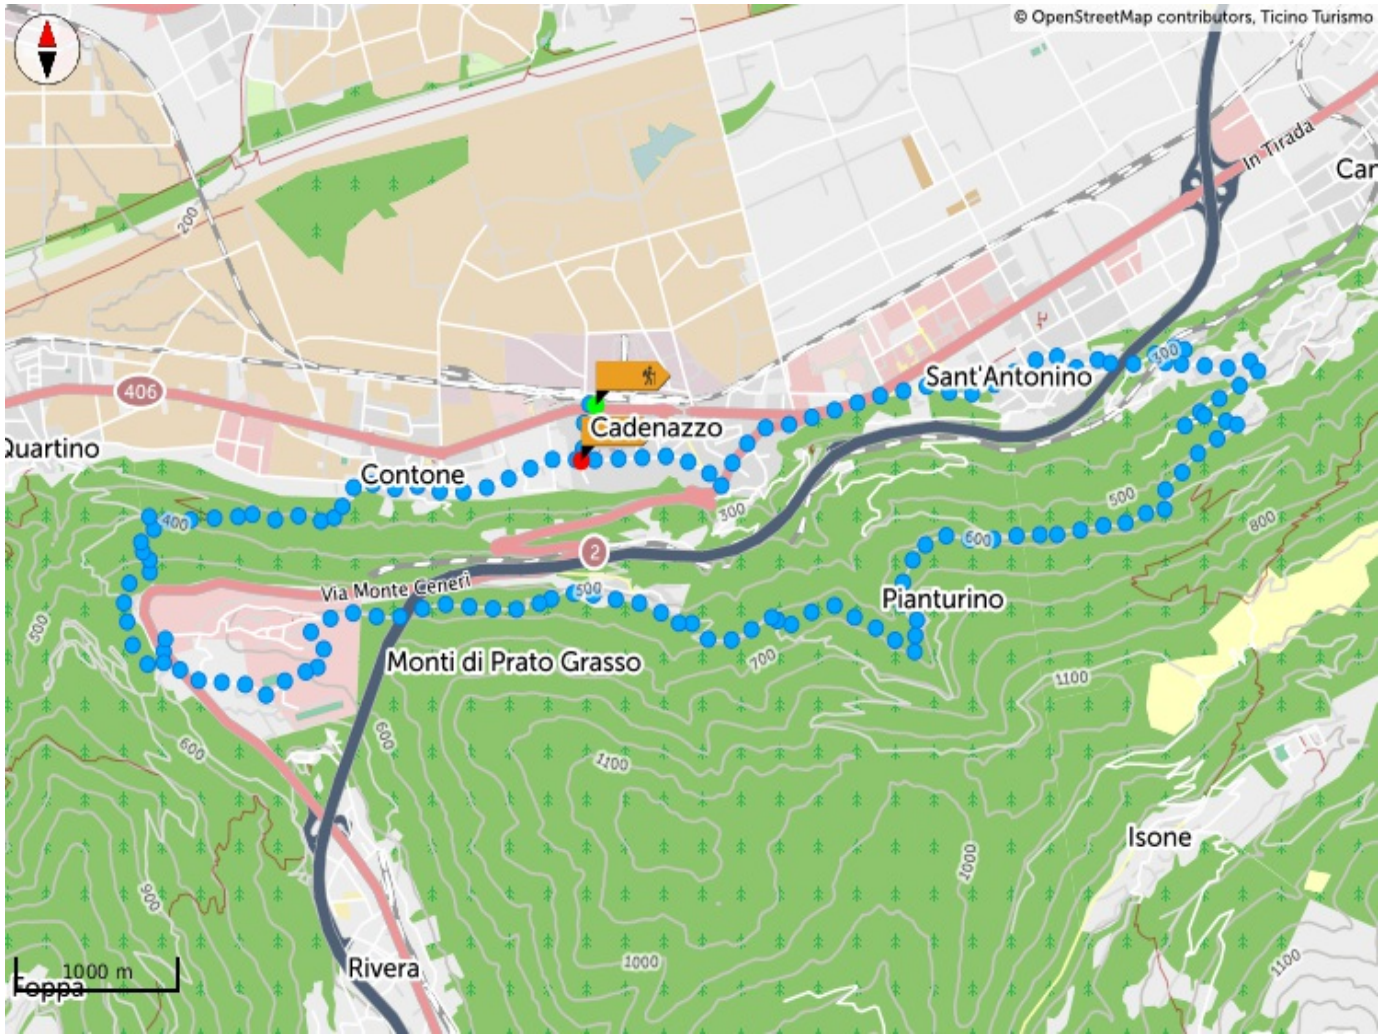 © OpenStreetMap contributors, Ticino Turismo
In Tirada
200
300
Sant'Antonino
406
Cadenazzo
Quartino
Contone
500
300
400
800
600
2
500
Via Monte Ceneri
Pianturino
500
Monti di Prato Grasso
700
1100
600
600
1100
Isone
1000
900
1000 m
Rivera
1000
1100
Foppa